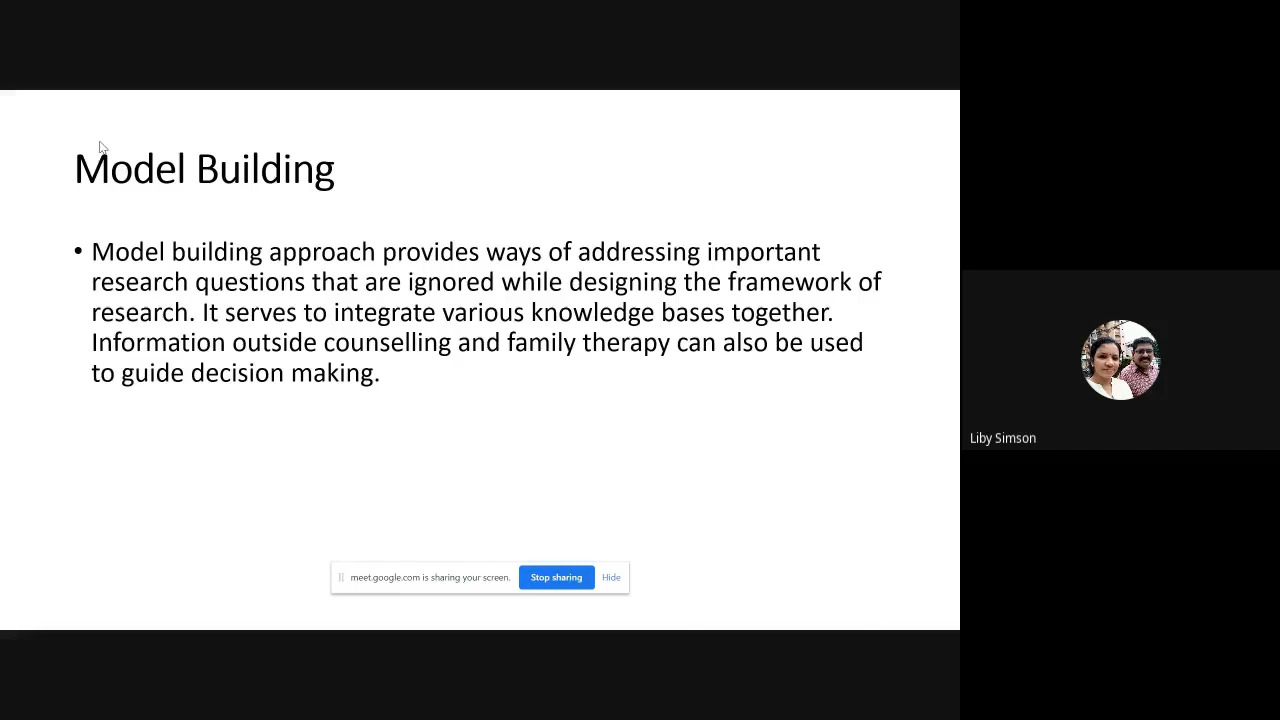 Model Building
• Model building approach provides ways of addressing important
research questions that are ignored while designing the framework of
research. It serves to integrate various knowledge bases together.
Information outside counselling and family therapy can also be used
to guide decision making.
meet.google.com is sharing your screen. Stop sharing Hide
Liby Simson